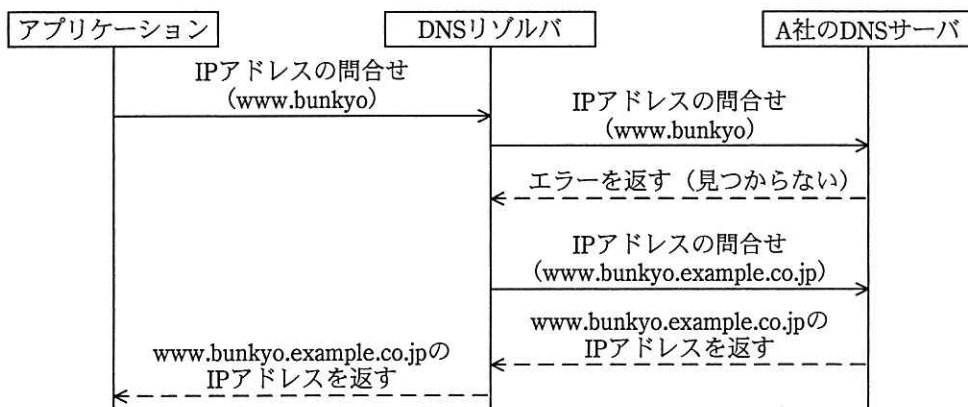 アプリケーション
DNSリゾルバ
A社のDNSサーバ
IPアドレスの問合せ
(www.bunkyo)
IPアドレスの問合せ
(www.bunkyo)
エラーを返す（見つからない）
IPアドレスの問合せ
(www.bunkyo.example.co.jp)
www.bunkyo.example.co.jpの
IPアドレスを返す
www.bunkyo.example.co.jpの
IPアドレスを返す